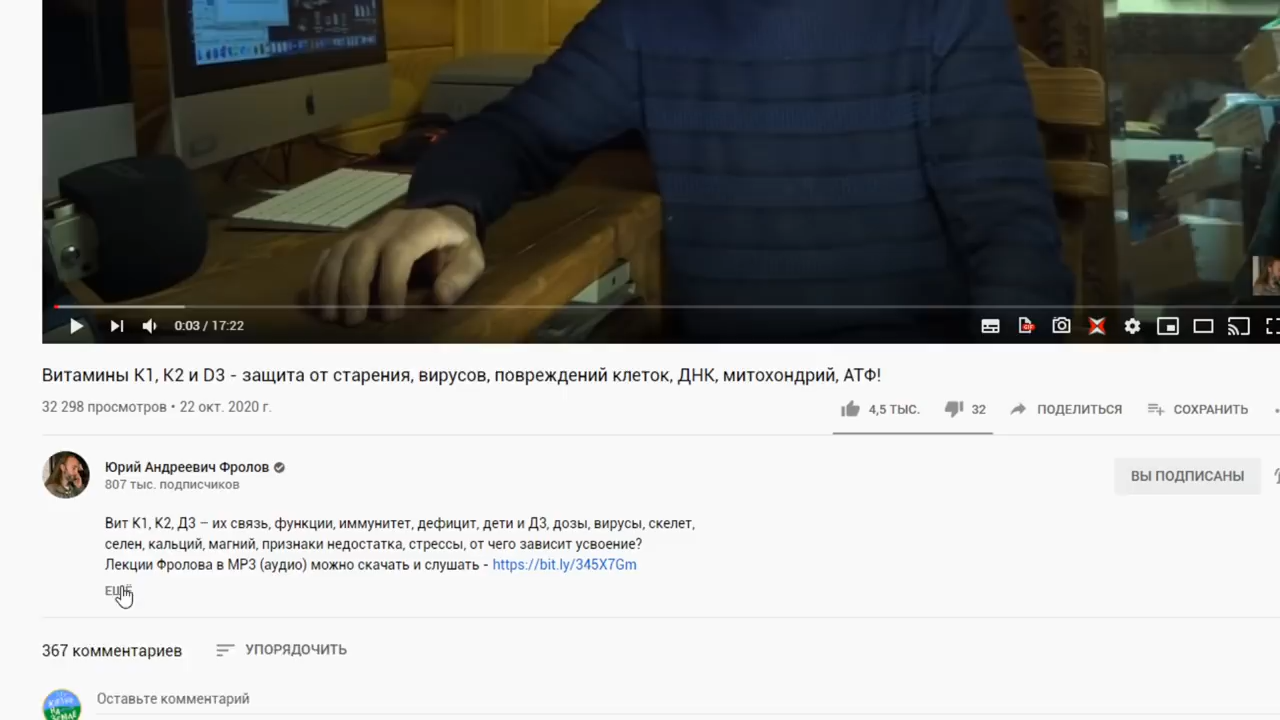 0:03 / 17:22
Витамины К1, К2 и D3 - защита от старения, вирусов, повреждений клеток, ДНК, митохондрий, АТФ!
32 298 просмотров • 22 окт. 2020 г.
4,5 ТЫС.
32
ПОДЕЛИТЬСЯ
СОХРАНИТЬ
Юрий Андреевич Фролов
807 тыс. подписчиков
ВЫ ПОДПИСАНЫ
Вит К1, К2, Д3 – их связь, функции, иммунитет, дефицит, дети и Д3, дозы, вирусы, скелет,
селен, кальций, магний, признаки недостатка, стрессы, от чего зависит усвоение?
Лекции Фролова в MP3 (аудио) можно скачать и слушать - https://bit.ly/345X7Gm
ЕЩЁ
367 комментариев
УПОРЯДОЧИТЬ
Оставьте комментарий